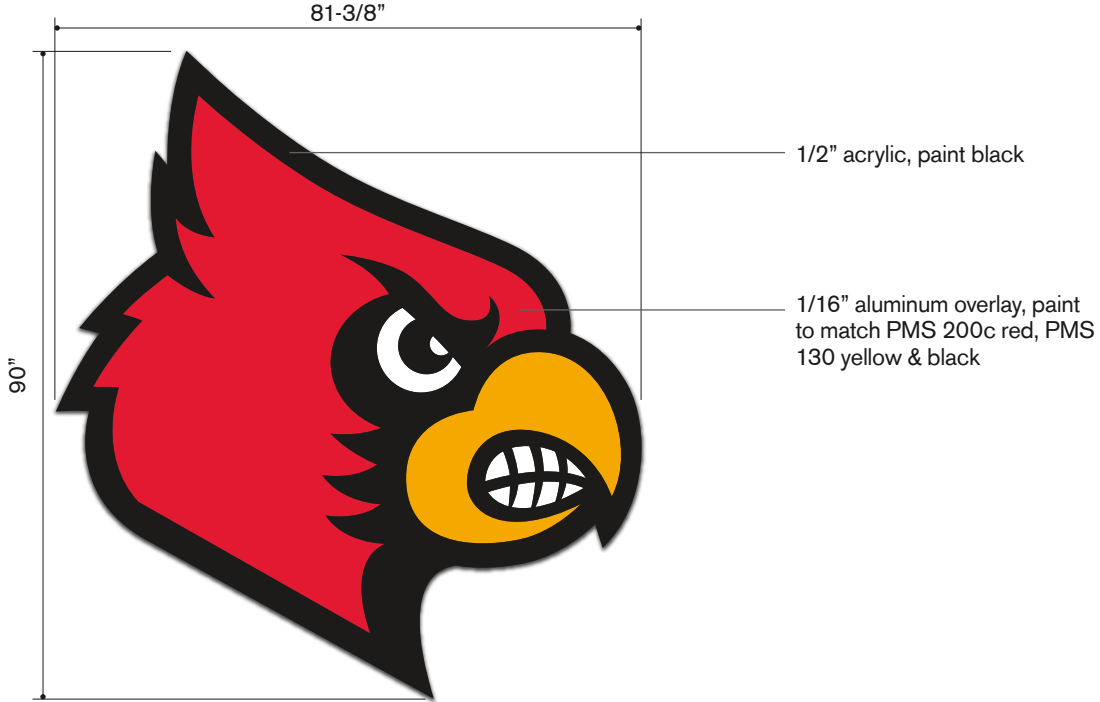 81-3/8”
1/2” acrylic, paint black
1/16” aluminum overlay, paint
to match PMS 200c red, PMS
130 yellow & black
90”